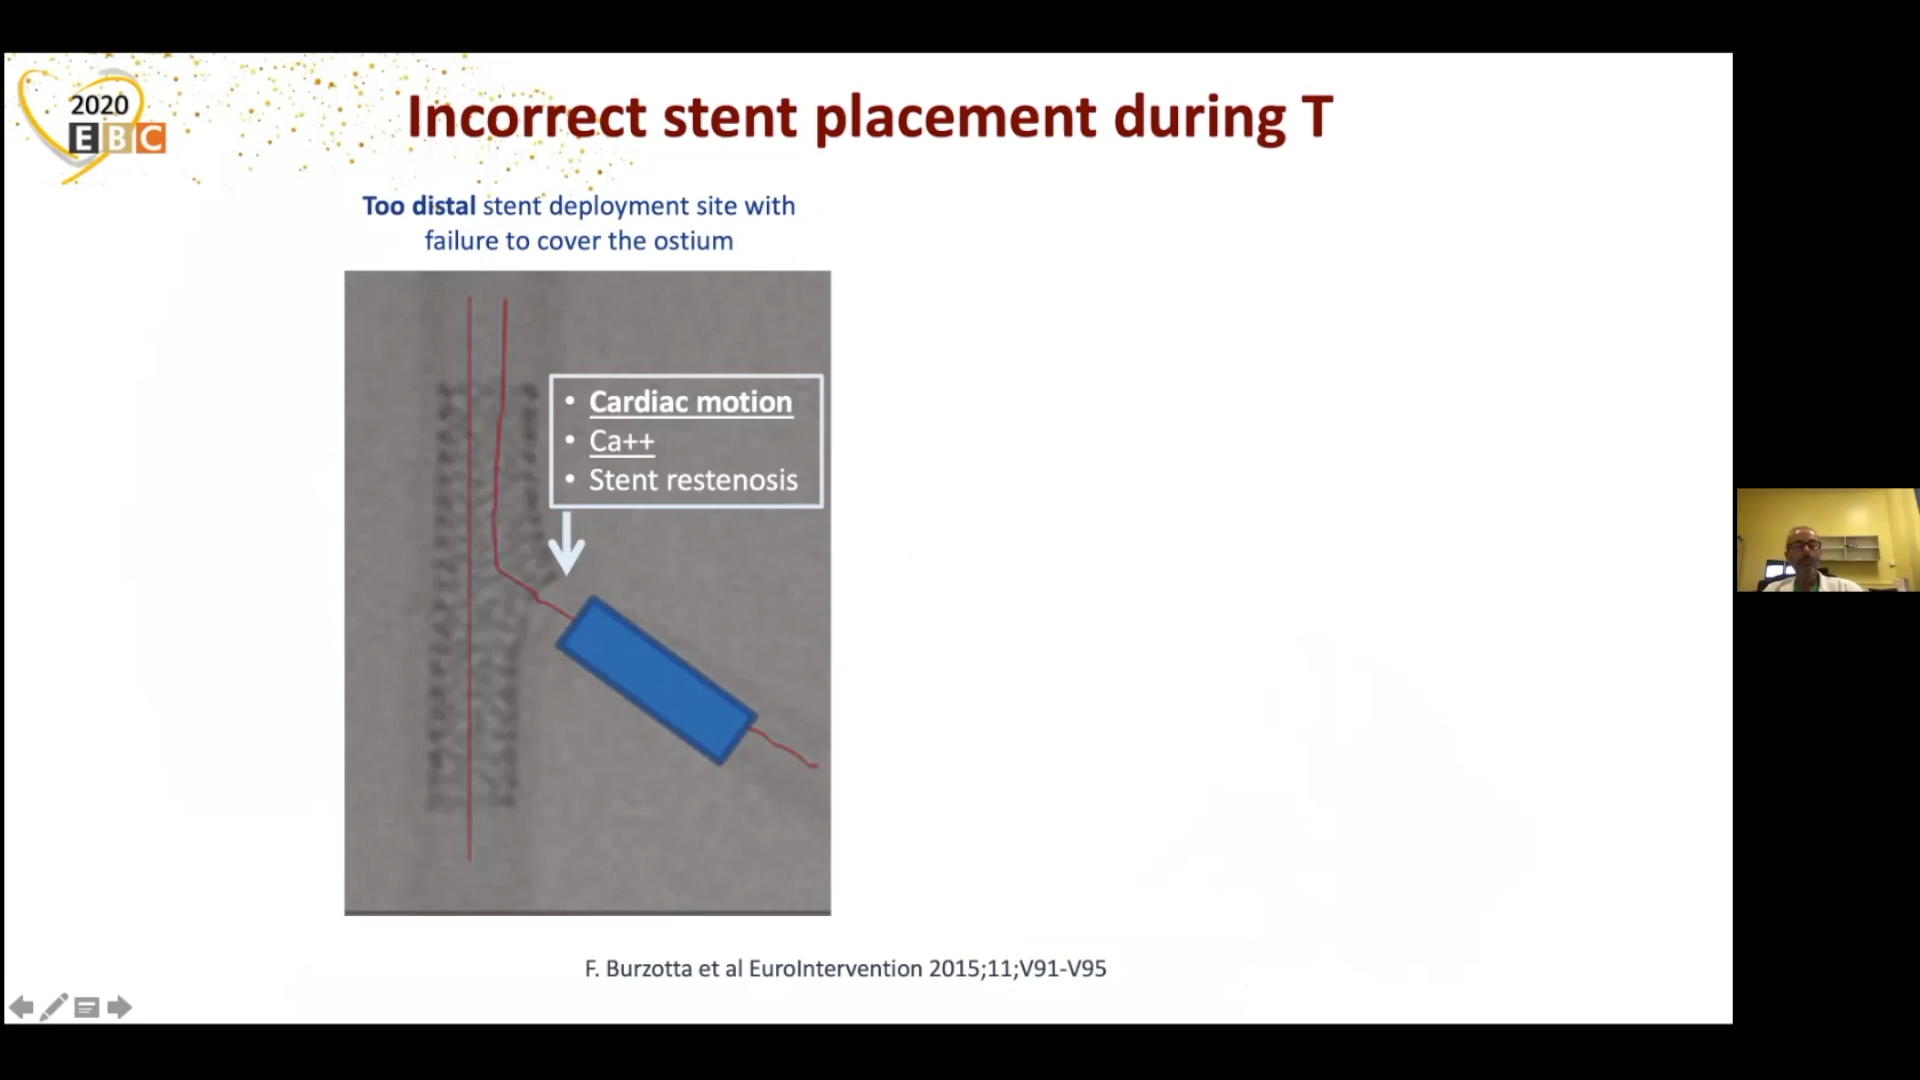 2020
EBC
Incorrect stent placement during T
Too distal stent deployment site with
failure to cover the ostium
• Cardiac motion
• Ca++
• Stent restenosis
F. Burzotta et al EuroIntervention 2015;11;V91-V95